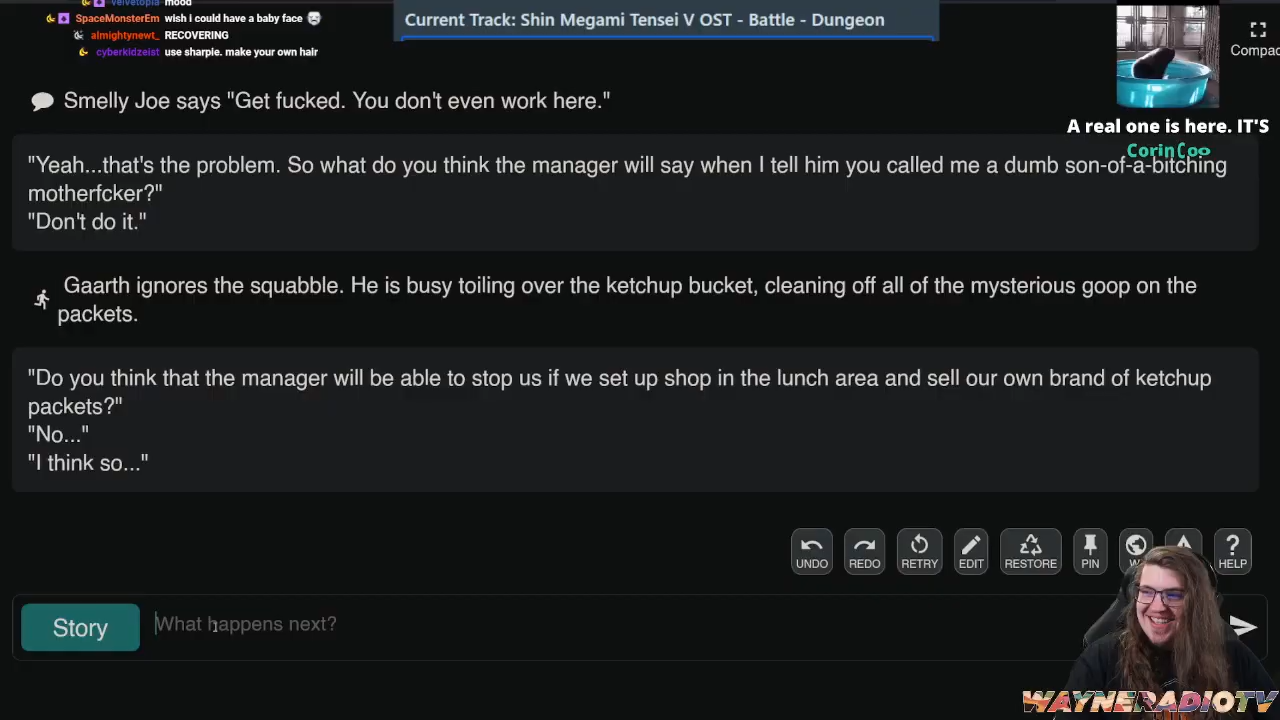 velvetopia mood
SpaceMonsterEm wish i could have a baby face
almightynewt_ RECOVERING
cyberkidzeist use sharpie. make your own hair
Current Track: Shin Megami Tensei V OST - Battle - Dungeon
Compac
A real one is here. IT'S
CorinCoo
Smelly Joe says "Get fucked. You don't even work here."
"Yeah...that's the problem. So what do you think the manager will say when I tell him you called me a dumb son-of-a-bitching
motherfcker?"
"Don't do it."
Gaarth ignores the squabble. He is busy toiling over the ketchup bucket, cleaning off all of the mysterious goop on the
packets.
"Do you think that the manager will be able to stop us if we set up shop in the lunch area and sell our own brand of ketchup
packets?"
"No..."
"I think so..."
UNDO
REDO
RETRY
EDIT
RESTORE
PIN
W
HELP
Story
What happens next?
WAYNERADIOTV